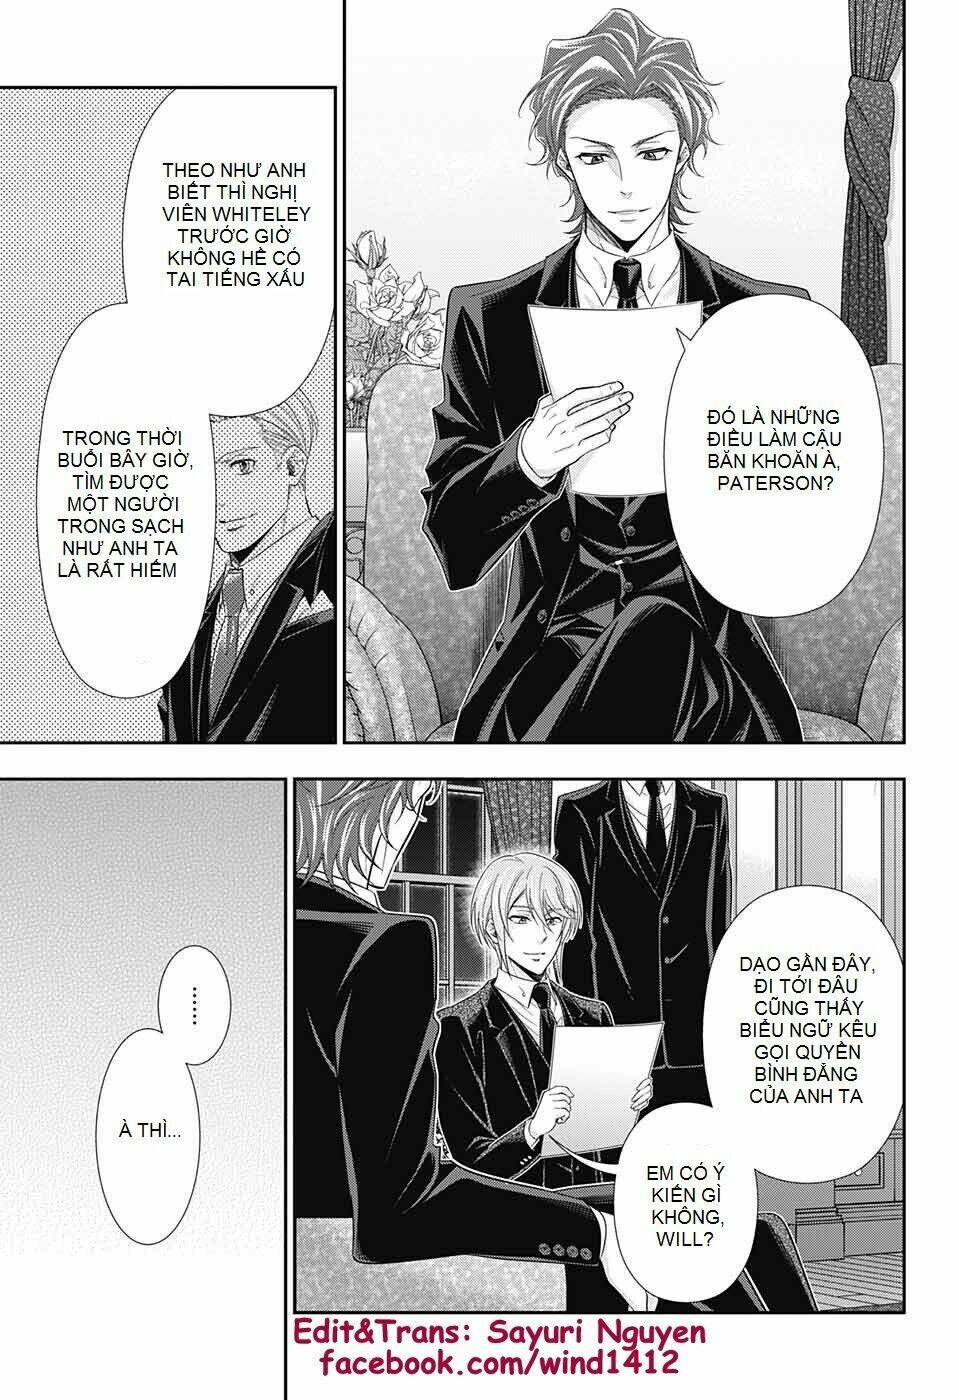 ĐÓ LÀ NHỮNG
ĐIỀU LÀM CẬU
BĂN KHOĂN À,
PATERSON?
THEO NHƯ ANH
BIẾT THÌ NGHỊ
VIÊN WHITELEY
TRƯỚC GIỜ
KHÔNG HỀ CÓ
TAI TIẾNG XẤU
TRONG THỜI
BUỔI BÂY GIỜ,
TÌM ĐƯỢC
MỘT NGƯỜI
TRONG SẠCH
NHƯ ANH TA
LÀ RẤT HIẾM
DẠO GẦN ĐÂY,
ĐI TỚI ĐÂU
CŨNG THẤY
BIỂU NGỮ KÊU
GỌI QUYỀN
BÌNH ĐẲNG
CỦA ANH TA
EM CÓ Ý
KIẾN GÌ
KHÔNG,
WILL?
......
À THÌ...
Edit&Trans: Sayuri Nguyen
facebook.com/wind1412